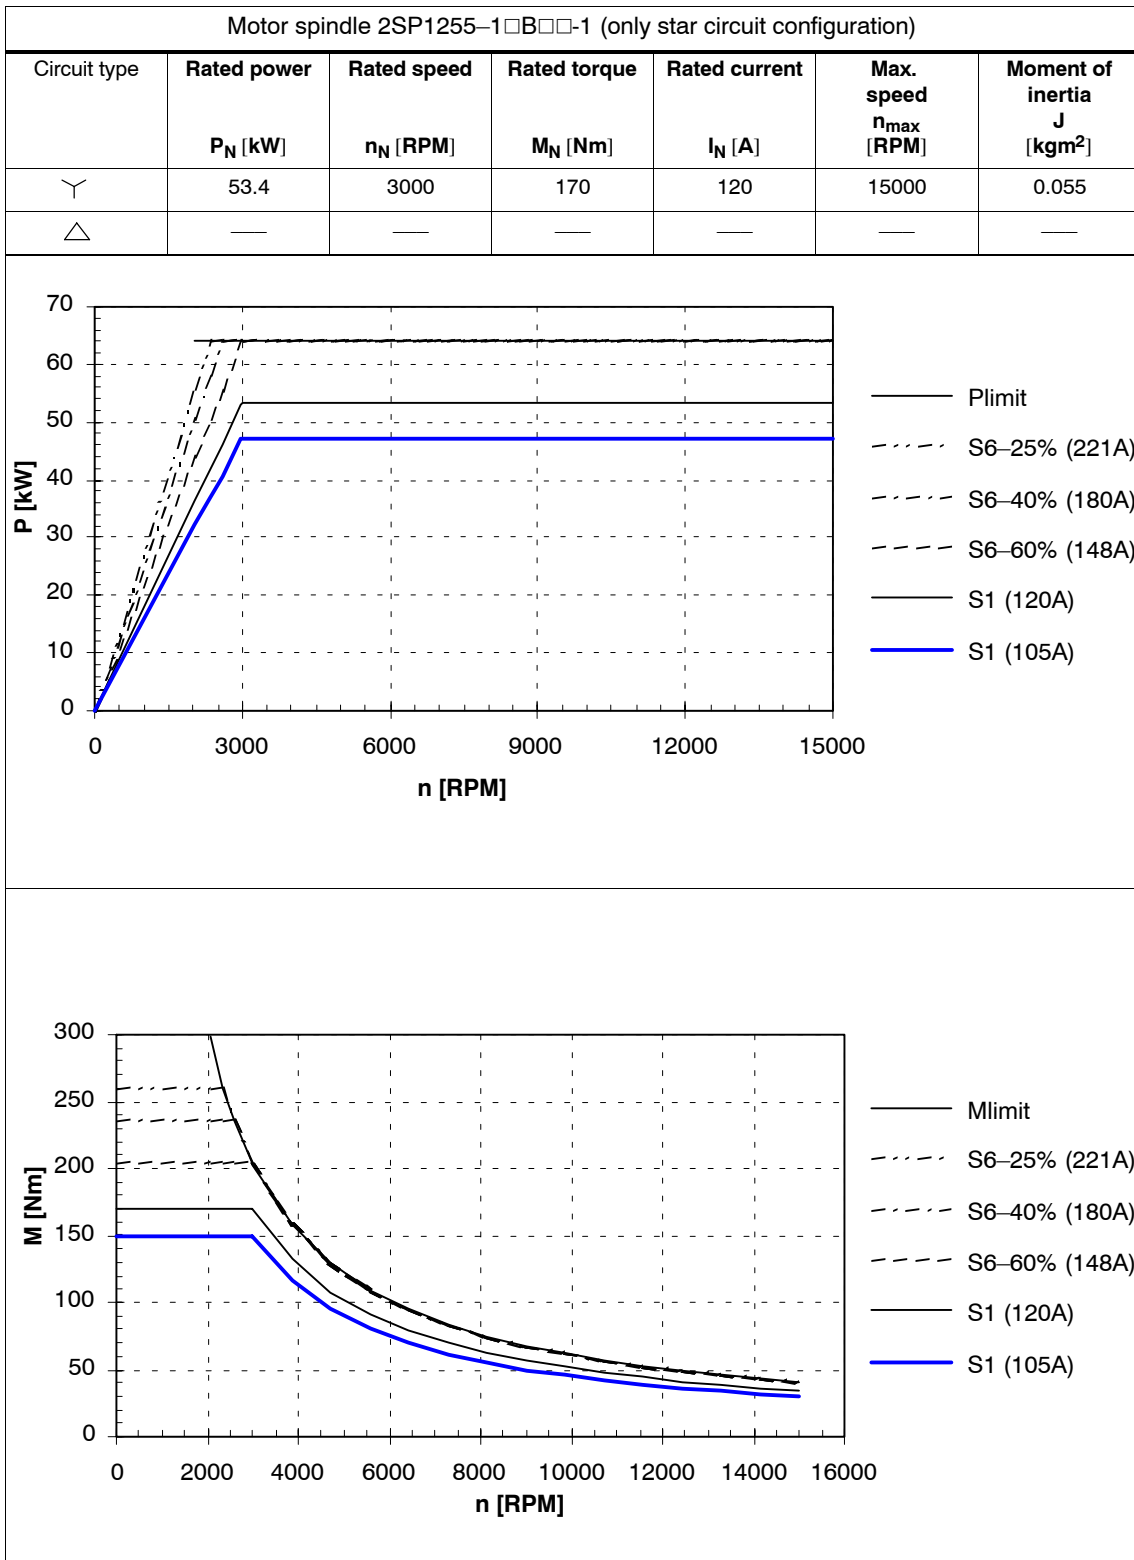 Motor spindle 2SP1255–1□B□□-1 (only star circuit configuration)
Circuit type
Rated power
P_N [kW]
Rated speed
n_N [RPM]
Rated torque
M_N [Nm]
Rated current
I_N [A]
Max.
speed
n_max
[RPM]
Moment of
inertia
J
[kgm²]
53.4 3000 170 120 15000 0.055
— — — — — —
70
60
50
40
30
20
10
0
P [kW]
0 3000 6000 9000 12000 15000
n [RPM]
Plimit
S6–25% (221A)
S6–40% (180A)
S6–60% (148A)
S1 (120A)
S1 (105A)
300
250
200
150
100
50
0
M [Nm]
0 2000 4000 6000 8000 10000 12000 14000 16000
n [RPM]
Mlimit
S6–25% (221A)
S6–40% (180A)
S6–60% (148A)
S1 (120A)
S1 (105A)